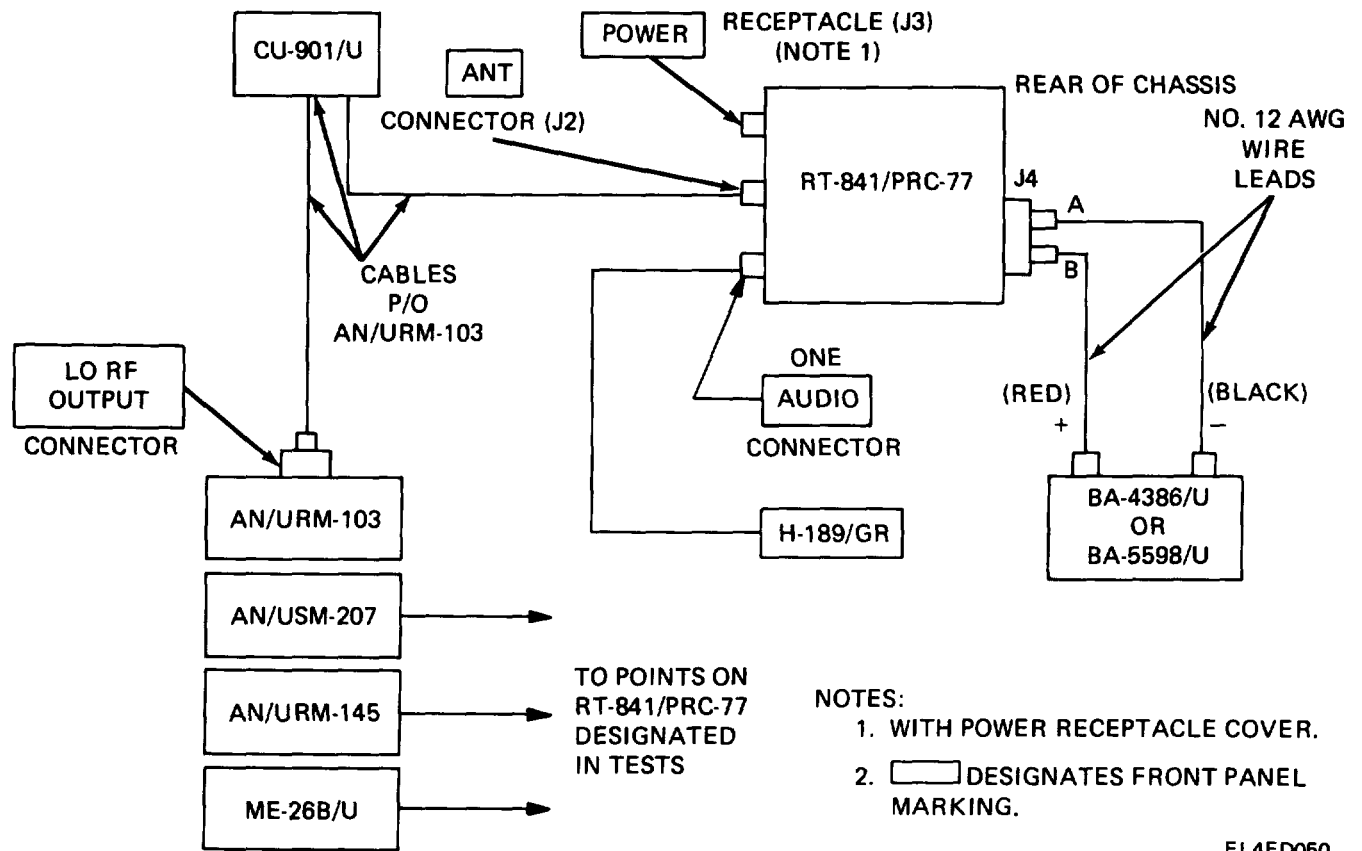 CU-901/U
ANT
CONNECTOR (J2)
POWER
RECEPTACLE (J3)
(NOTE 1)
REAR OF CHASSIS
NO. 12 AWG
WIRE
LEADS
RT-841/PRC-77
J4
A
B
CABLES
P/O
AN/URM-103
LO RF
OUTPUT
CONNECTOR
ONE
AUDIO
CONNECTOR
(RED)
+
(BLACK)
−
BA-4386/U
OR
BA-5598/U
H-189/GR
AN/URM-103
AN/USM-207
AN/URM-145
ME-26B/U
TO POINTS ON
RT-841/PRC-77
DESIGNATED
IN TESTS
NOTES:
1. WITH POWER RECEPTACLE COVER.
2. DESIGNATES FRONT PANEL
MARKING.